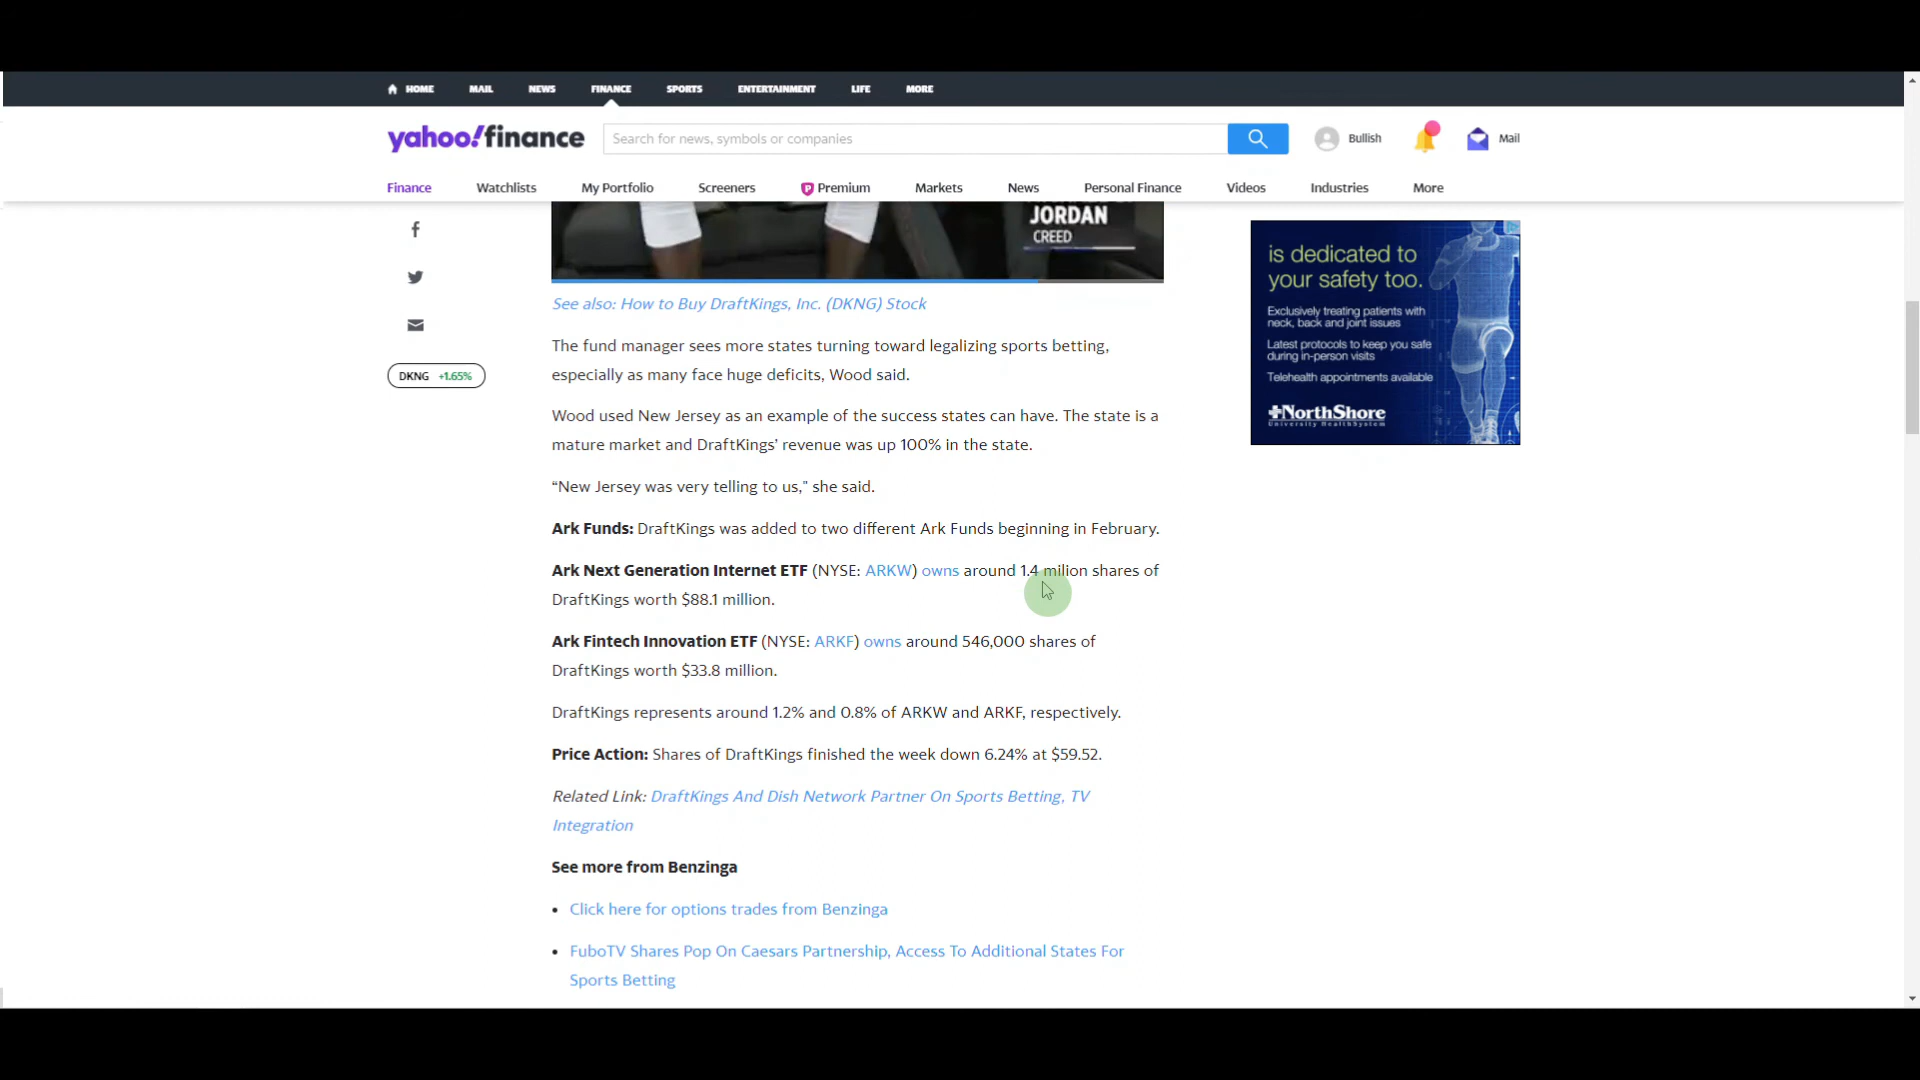 HOME MAIL NEWS FINANCE SPORTS ENTERTAINMENT LIFE MORE
yahoo!finance Search for news, symbols or companies Bullish Mail
Finance Watchlists My Portfolio Screeners Premium Markets News Personal Finance Videos Industries More
JORDAN
CREED
is dedicated to
your safety too.
Exclusively treating patients with
neck, back and joint issues
Latest protocols to keep you safe
during in-person visits
Telehealth appointments available
NorthShore
University HealthSystem
DKNG +1.65%
See also: How to Buy DraftKings, Inc. (DKNG) Stock
The fund manager sees more states turning toward legalizing sports betting,
especially as many face huge deficits, Wood said.
Wood used New Jersey as an example of the success states can have. The state is a
mature market and DraftKings’ revenue was up 100% in the state.
“New Jersey was very telling to us,” she said.
Ark Funds: DraftKings was added to two different Ark Funds beginning in February.
Ark Next Generation Internet ETF (NYSE: ARKW) owns around 1.4 milion shares of
DraftKings worth $88.1 million.
Ark Fintech Innovation ETF (NYSE: ARKF) owns around 546,000 shares of
DraftKings worth $33.8 million.
DraftKings represents around 1.2% and 0.8% of ARKW and ARKF, respectively.
Price Action: Shares of DraftKings finished the week down 6.24% at $59.52.
Related Link: DraftKings And Dish Network Partner On Sports Betting, TV
Integration
See more from Benzinga
• Click here for options trades from Benzinga
• FuboTV Shares Pop On Caesars Partnership, Access To Additional States For
Sports Betting